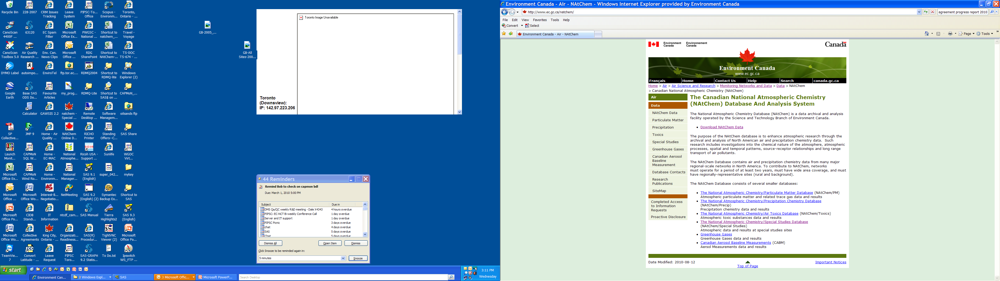 Recycle Bin
228-2007
CRM Issues
Tracking
Leave
System
PIPSC-To...
Office
Scopus -
Environm...
Toronto,
Ontario - ...
CanoScan
4400F ...
63120
EC Spam
Filter
Microsoft
Office Ex...
PWGSC -
National ...
Shortcut to
natchem_...
Travel -
Voyage
CanoScan
Toolbox 5.0
Air Quality
Research ...
Env. Can.
News Clips
Microsoft
Office ...
RDG
SharePoint
Shortcut to
NAtChem-...
TS-DOC
TS-674 - ...
DYMO Label
autoimpo...
EnviroTel
ftp.tor.ec....
RDMQ2004
Shortcut to
RDMQ-lite
Windows
Explorer (2)
Google
Earth
Base SAS
ODS Do...
Favourite
Articles
my_prog...
RDMQ-Lite
Shortcut to
SAS$ on ...
CAPMoN_...
Calculator
GAWSIS 2.2
natchem -
Special ...
Remote
Desktop ...
Software
Managem...
oilsands ftp
SP
Collective...
JMP 9
Home - Air
Quality ...
NAtChem
Online D...
RICHO
Printer
Standing
Offers--C...
SAS Share
Launch
Monit...
CAPMoN
SQL W...
Home -
EC-MAC
National
Atmosphe...
Ricoh USA -
Support ...
Sunlife
WGOC
Virt...
Microsoft
Office Ex...
CAPMoN
Wind Ro...
Home -
Environm...
National
Manager...
SAS 9.1
(English)
super_042...
mykey
Microsoft
Office ...
Microsoft
Office Wo...
Interest-B...
Negotiatio...
NetMeeting
SAS 9.2
(English) (2)
Symantec
Backup Ex...
Shortcut to
SAS
Microsoft
Office Po...
CIOB
Standi...
IT
Information
ntcdf_cam...
SAS Manual
Tierra
Highlights2
SAS 9.3
(English)
Microsoft
Office Wo...
Collective
Agreements
King City,
Ontario - ...
Organizati...
Readiness...
SAS(R)
Procedur...
TightVNC
Viewer (2)
Microsoft
Office Po...
TeamVie...
7
Convert
Latitude - ...
Leave
Request
PIPSC
Toro...
SAS-GRAPH
9.2 Statis...
To Do.txt
Ipswitch
WS_FTP ...
GB-2005_...
GB-All
Sites-200...
Toronto Image Unavailable
Toronto
(Downsview):
IP: 142.97.223.206
44 Reminders
Remind Bob to check on capmon bdl
Due: March 1, 2010 5:00 PM
Subject Due in
DMS Qa/QC weekly R&D meeting - Dale X4343 4 hours overdue
PIPSC: EC-NCT Bi-weekly Conference Call 1 day overdue
Server and IT support 1 day overdue
PIPSC Picnic 3 days overdue
chat 4 days overdue
SAS 5 days overdue
Chat 5 days overdue
Dismiss All Open Item Dismiss
Click Snooze to be reminded again in:
5 minutes Snooze
start
Environment Can...
2 Windows Expl...
SAS
3 Microsoft Offic...
Microsoft PowerP...
Search Desktop
3:11 PM
Wednesday
Environment Canada - Air - NAtChem - Windows Internet Explorer provided by Environment Canada
http://www.ec.gc.ca/natchem/
agreement progress report 2010
File Edit View Favorites Tools Help
Convert Select
Environment Canada - Air - NAtChem
Page Tools
Environment
Canada
Environnement
Canada
Canada
Environment Canada
www.ec.gc.ca
Français Home Contact Us Help Search canada.gc.ca
Home > Air > Air Science and Research > Monitoring Networks and Data > Data > NAtChem
> Canadian National Atmospheric Chemistry (NAtChem)
Air
Data
NAtChem Data
Particulate Matter
Precipitation
Toxics
Special Studies
Greenhouse Gases
Canadian Aerosol
Baseline
Measurement
Database Contacts
Research
Publications
SiteMap
Completed Access
to Information
Requests
Proactive Disclosure
The Canadian National Atmospheric Chemistry
(NAtChem) Database And Analysis System
The National Atmospheric Chemistry Database (NAtChem) is a data archival and analysis
facility operated by the Science and Technology Branch of Environment Canada.
• Download NAtChem Data
The purpose of the NAtChem database is to enhance atmospheric research through the
archival and analysis of North American air and precipitation chemistry data. Such
research includes investigations into the chemical nature of the atmosphere, atmospheric
processes, spatial and temporal patterns, source-receptor relationships and long range
transport of air pollutants.
The NAtChem Database contains air and precipitation chemistry data from many major
regional-scale networks in North America. To contribute to NAtChem, networks
must operate for a period of at least two years, must have wide area coverage, and must
have regionally-representative sites (rural and background).
The NAtChem Database consists of several smaller databases:
• The National Atmospheric Chemistry/Particulate Matter Database (NAtChem/PM)
Atmospheric particulate matter and related trace gas data and results
• The National Atmospheric Chemistry/Precipitation Chemistry Database
(NAtChem/Precip)
Precipitation chemistry data and results
• The National Atmospheric Chemistry/Air Toxics Database (NAtChem/Toxics)
Atmospheric toxic substances data and results
• The National Atmospheric Chemistry/Special Studies Database
(NAtChem/Special Studies)
Atmospheric data and results at special studies sites
• Greenhouse Gases
Greenhouse Gases data and results
• Canadian Aerosol Baseline Measurements (CABM)
Aersol Measurements data and results
Date Modified: 2010-08-12
Top of Page
Important Notices